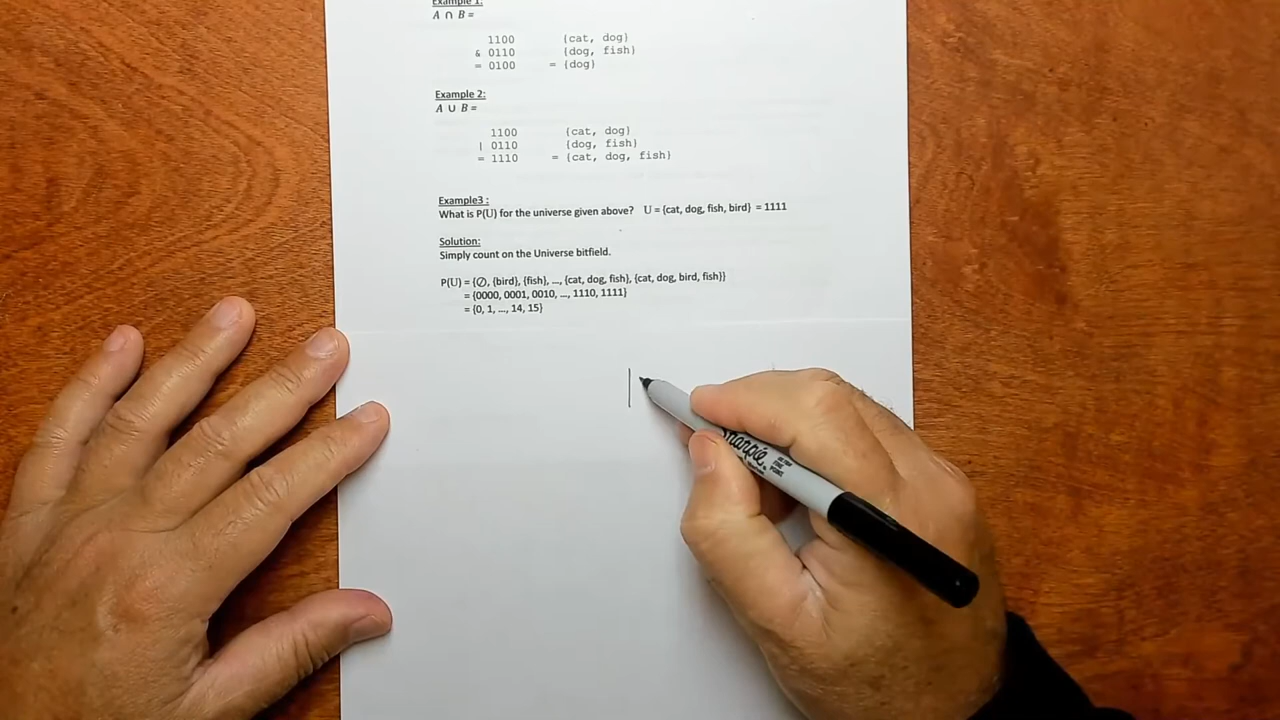 Example 1:
A ∩ B =
1100 {cat, dog}
& 0110 {dog, fish}
= 0100 = {dog}
Example 2:
A ∪ B =
1100 {cat, dog}
| 0110 {dog, fish}
= 1110 = {cat, dog, fish}
Example3 :
What is P(U) for the universe given above? U = {cat, dog, fish, bird} = 1111
Solution:
Simply count on the Universe bitfield.
P(U) = {∅, {bird}, {fish}, ..., {cat, dog, fish}, {cat, dog, bird, fish}}
= {0000, 0001, 0010, ..., 1110, 1111}
= {0, 1, ..., 14, 15}
Sharpie